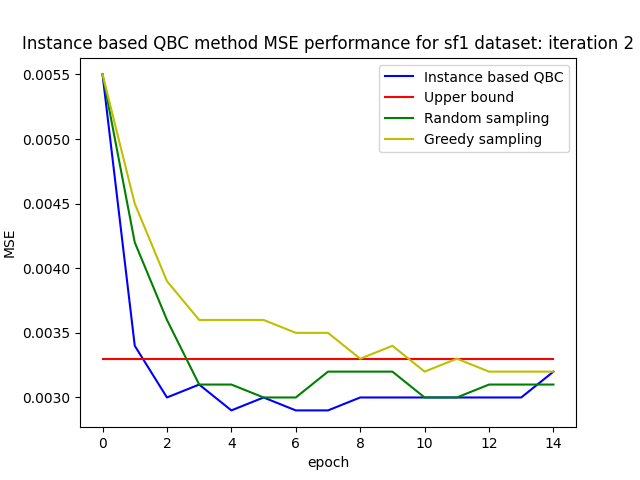 Instance based QBC method MSE performance for sf1 dataset: iteration 2
Instance based QBC
Upper bound
Random sampling
Greedy sampling
MSE
0.0055
0.0050
0.0045
0.0040
0.0035
0.0030
0 2 4 6 8 10 12 14
epoch